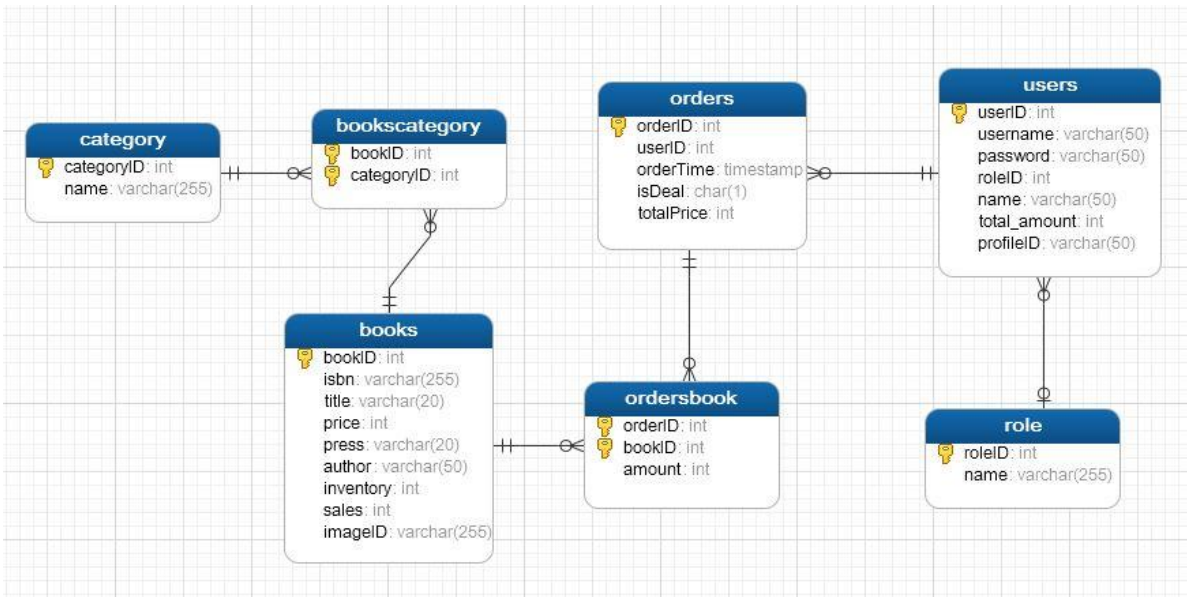 category
categoryID: int
name: varchar(255)
bookscategory
bookID: int
categoryID: int
orders
orderID: int
userID: int
orderTime: timestamp
isDeal: char(1)
totalPrice: int
users
userID: int
username: varchar(50)
password: varchar(50)
roleID: int
name: varchar(50)
total_amount: int
profileID: varchar(50)
books
bookID: int
isbn: varchar(255)
title: varchar(20)
price: int
press: varchar(20)
author: varchar(50)
inventory: int
sales: int
imageID: varchar(255)
ordersbook
orderID: int
bookID: int
amount: int
role
roleID: int
name: varchar(255)